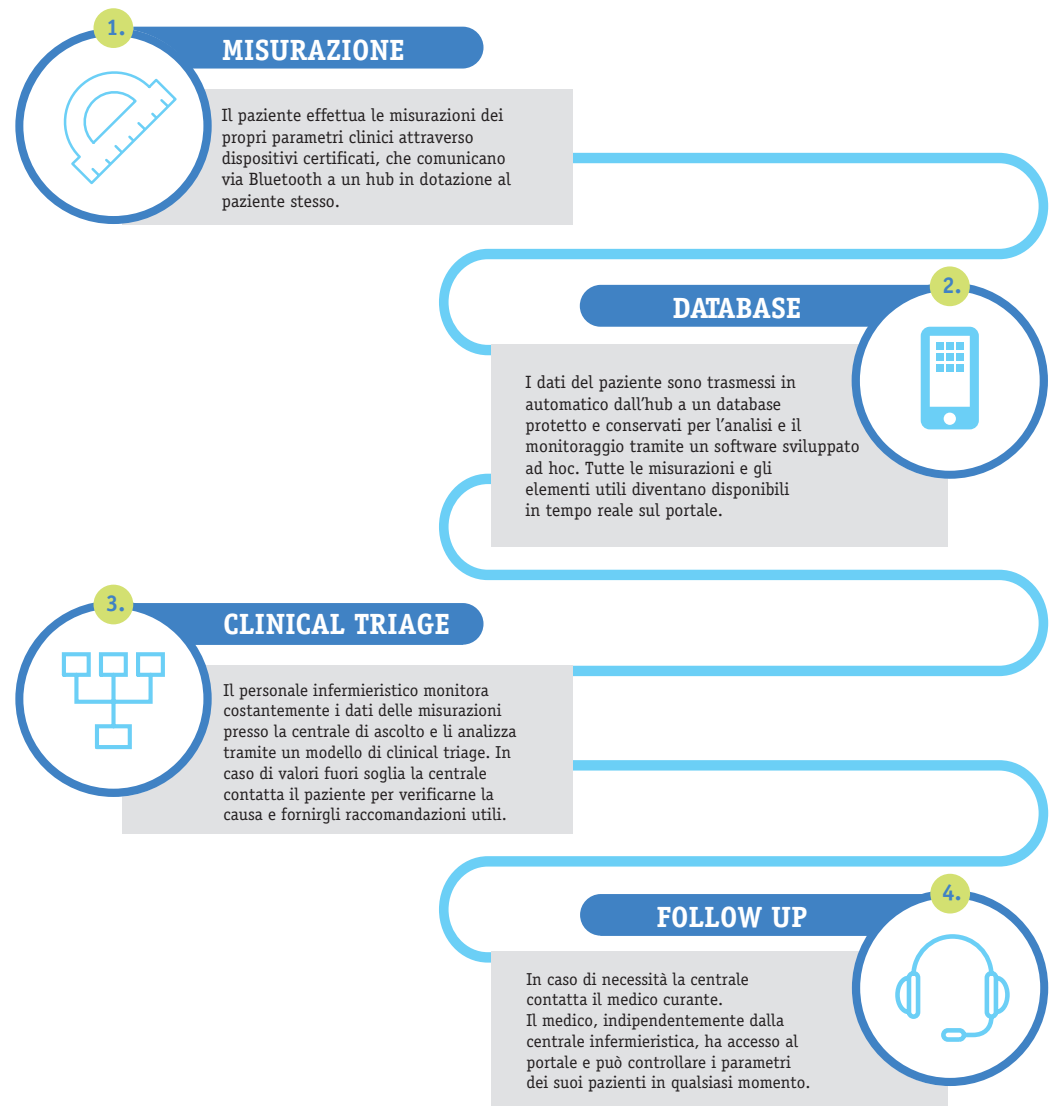 1.
MISURAZIONE
Il paziente effettua le misurazioni dei
propri parametri clinici attraverso
dispositivi certificati, che comunicano
via Bluetooth a un hub in dotazione al
paziente stesso.
2.
DATABASE
I dati del paziente sono trasmessi in
automatico dall’hub a un database
protetto e conservati per l’analisi e il
monitoraggio tramite un software sviluppato
ad hoc. Tutte le misurazioni e gli
elementi utili diventano disponibili
in tempo reale sul portale.
3.
CLINICAL TRIAGE
Il personale infermieristico monitora
costantemente i dati delle misurazioni
presso la centrale di ascolto e li analizza
tramite un modello di clinical triage. In
caso di valori fuori soglia la centrale
contatta il paziente per verificarne la
causa e fornirgli raccomandazioni utili.
4.
FOLLOW UP
In caso di necessità la centrale
contatta il medico curante.
Il medico, indipendentemente dalla
centrale infermieristica, ha accesso al
portale e può controllare i parametri
dei suoi pazienti in qualsiasi momento.